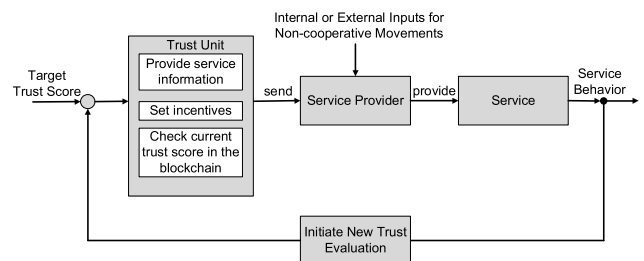 Internal or External Inputs for
Non-cooperative Movements
Target
Trust Score
Trust Unit
Provide service
information
Set incentives
Check current
trust score in the
blockchain
send
Service Provider
provide
Service
Service
Behavior
Initiate New Trust
Evaluation